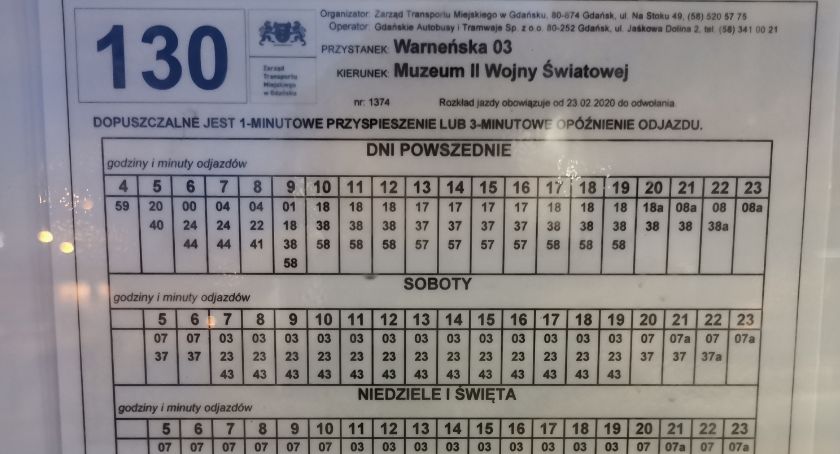 130
Zarząd
Transportu
Miejskiego
w Gdańsku
Organizator: Zarząd Transportu Miejskiego w Gdańsku, 80-874 Gdańsk, ul. Na Stoku 49, (58) 520 57 75
Operator: Gdańskie Autobusy i Tramwaje Sp. z o.o. 80-252 Gdańsk, ul. Jaśkowa Dolina 2, tel. (58) 341 00 21
PRZYSTANEK: Warneńska 03
KIERUNEK: Muzeum II Wojny Światowej
nr: 1374 Rozkład jazdy obowiązuje od 23.02.2020 do odwołania.
DOPUSZCZALNE JEST 1-MINUTOWE PRZYSPIESZENIE LUB 3-MINUTOWE OPÓŹNIENIE ODJAZDU.
DNI POWSZEDNIE
godziny i minuty odjazdów
4 5 6 7 8 9 10 11 12 13 14 15 16 17 18 19 20 21 22 23
59 20 00 04 04 01 18 18 18 17 17 17 17 18 18 18 18a 08a 08 08a
40 24 24 22 18 38 38 38 37 37 37 37 38 38 38 38 38 38a
44 44 41 38 58 58 58 57 57 57 57 58 58 58
58
SOBOTY
godziny i minuty odjazdów
5 6 7 8 9 10 11 12 13 14 15 16 17 18 19 20 21 22 23
07 07 03 03 03 03 03 03 03 03 03 03 03 03 03 07 07a 07 07a
37 37 23 23 23 23 23 23 23 23 23 23 23 23 23 37 37 37a
43 43 43 43 43 43 43 43 43 43 43 43 43
NIEDZIELE I ŚWIĘTA
godziny i minuty odjazdów
5 6 7 8 9 10 11 12 13 14 15 16 17 18 19 20 21 22 23
07 07 07 07 07 07 03 03 03 03 03 03 03 03 03 07 07a 07 07a